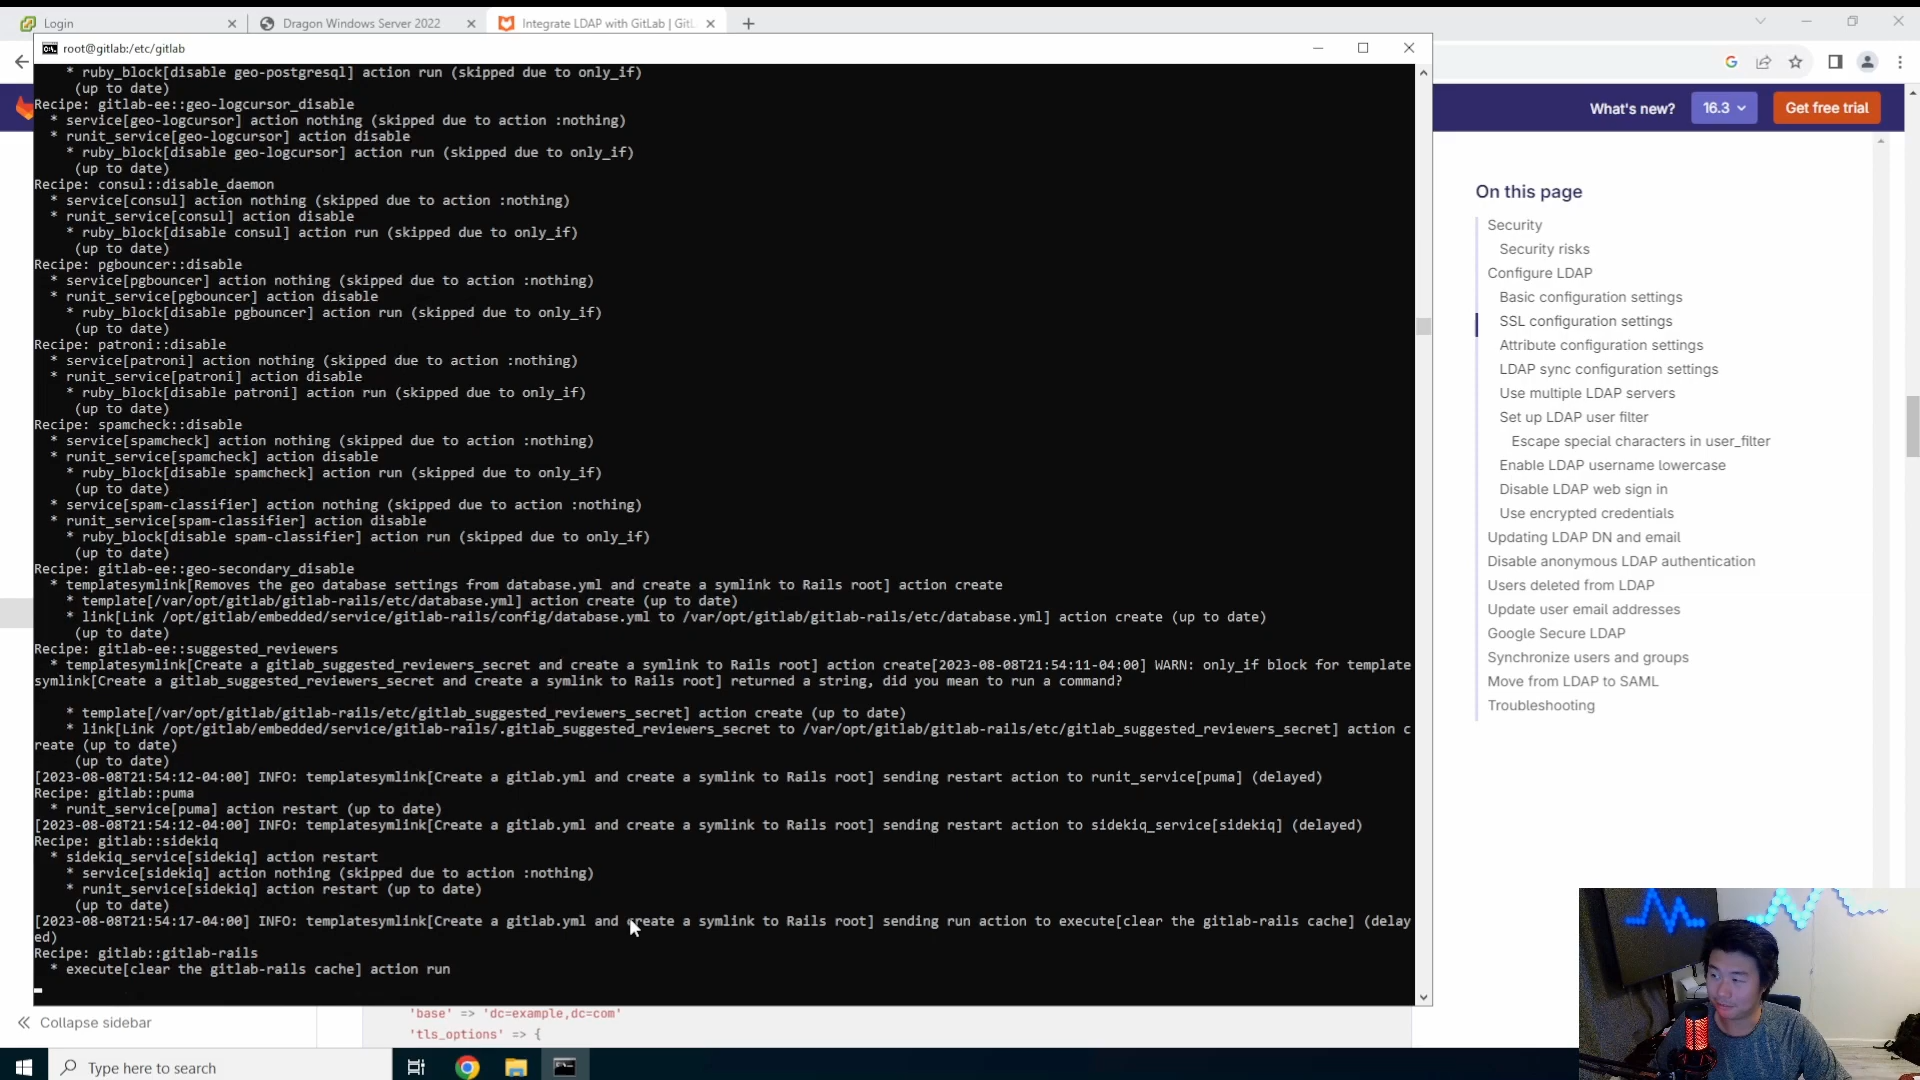 Login
Dragon Windows Server 2022
Integrate LDAP with GitLab | GitL
root@gitlab:/etc/gitlab
* ruby_block[disable geo-postgresql] action run (skipped due to only_if)
(up to date)
Recipe: gitlab-ee::geo-logcursor_disable
* service[geo-logcursor] action nothing (skipped due to action :nothing)
* runit_service[geo-logcursor] action disable
* ruby_block[disable geo-logcursor] action run (skipped due to only_if)
(up to date)
Recipe: consul::disable_daemon
* service[consul] action nothing (skipped due to action :nothing)
* runit_service[consul] action disable
* ruby_block[disable consul] action run (skipped due to only_if)
(up to date)
Recipe: pgbouncer::disable
* service[pgbouncer] action nothing (skipped due to action :nothing)
* runit_service[pgbouncer] action disable
* ruby_block[disable pgbouncer] action run (skipped due to only_if)
(up to date)
Recipe: patroni::disable
* service[patroni] action nothing (skipped due to action :nothing)
* runit_service[patroni] action disable
* ruby_block[disable patroni] action run (skipped due to only_if)
(up to date)
Recipe: spamcheck::disable
* service[spamcheck] action nothing (skipped due to action :nothing)
* runit_service[spamcheck] action disable
* ruby_block[disable spamcheck] action run (skipped due to only_if)
(up to date)
* service[spam-classifier] action nothing (skipped due to action :nothing)
* runit_service[spam-classifier] action disable
* ruby_block[disable spam-classifier] action run (skipped due to only_if)
(up to date)
Recipe: gitlab-ee::geo-secondary_disable
* templatesymlink[Removes the geo database settings from database.yml and create a symlink to Rails root] action create
* template[/var/opt/gitlab/gitlab-rails/etc/database.yml] action create (up to date)
* link[Link /opt/gitlab/embedded/service/gitlab-rails/config/database.yml to /var/opt/gitlab/gitlab-rails/etc/database.yml] action create (up to date)
(up to date)
Recipe: gitlab-ee::suggested_reviewers
* templatesymlink[Create a gitlab_suggested_reviewers_secret and create a symlink to Rails root] action create[2023-08-08T21:54:11-04:00] WARN: only_if block for template
symlink[Create a gitlab_suggested_reviewers_secret and create a symlink to Rails root] returned a string, did you mean to run a command?
* template[/var/opt/gitlab/gitlab-rails/etc/gitlab_suggested_reviewers_secret] action create (up to date)
* link[Link /opt/gitlab/embedded/service/gitlab-rails/.gitlab_suggested_reviewers_secret to /var/opt/gitlab/gitlab-rails/etc/gitlab_suggested_reviewers_secret] action c
reate (up to date)
(up to date)
[2023-08-08T21:54:12-04:00] INFO: templatesymlink[Create a gitlab.yml and create a symlink to Rails root] sending restart action to runit_service[puma] (delayed)
Recipe: gitlab::puma
* runit_service[puma] action restart (up to date)
[2023-08-08T21:54:12-04:00] INFO: templatesymlink[Create a gitlab.yml and create a symlink to Rails root] sending restart action to sidekiq_service[sidekiq] (delayed)
Recipe: gitlab::sidekiq
* sidekiq_service[sidekiq] action restart
* service[sidekiq] action nothing (skipped due to action :nothing)
* runit_service[sidekiq] action restart (up to date)
(up to date)
[2023-08-08T21:54:17-04:00] INFO: templatesymlink[Create a gitlab.yml and create a symlink to Rails root] sending run action to execute[clear the gitlab-rails cache] (delay
ed)
Recipe: gitlab::gitlab-rails
* execute[clear the gitlab-rails cache] action run
What's new?
16.3
Get free trial
On this page
Security
Security risks
Configure LDAP
Basic configuration settings
SSL configuration settings
Attribute configuration settings
LDAP sync configuration settings
Use multiple LDAP servers
Set up LDAP user filter
Escape special characters in user_filter
Enable LDAP username lowercase
Disable LDAP web sign in
Use encrypted credentials
Updating LDAP DN and email
Disable anonymous LDAP authentication
Users deleted from LDAP
Update user email addresses
Google Secure LDAP
Synchronize users and groups
Move from LDAP to SAML
Troubleshooting
Collapse sidebar
'base' => 'dc=example,dc=com'
'tls_options' => {
Type here to search